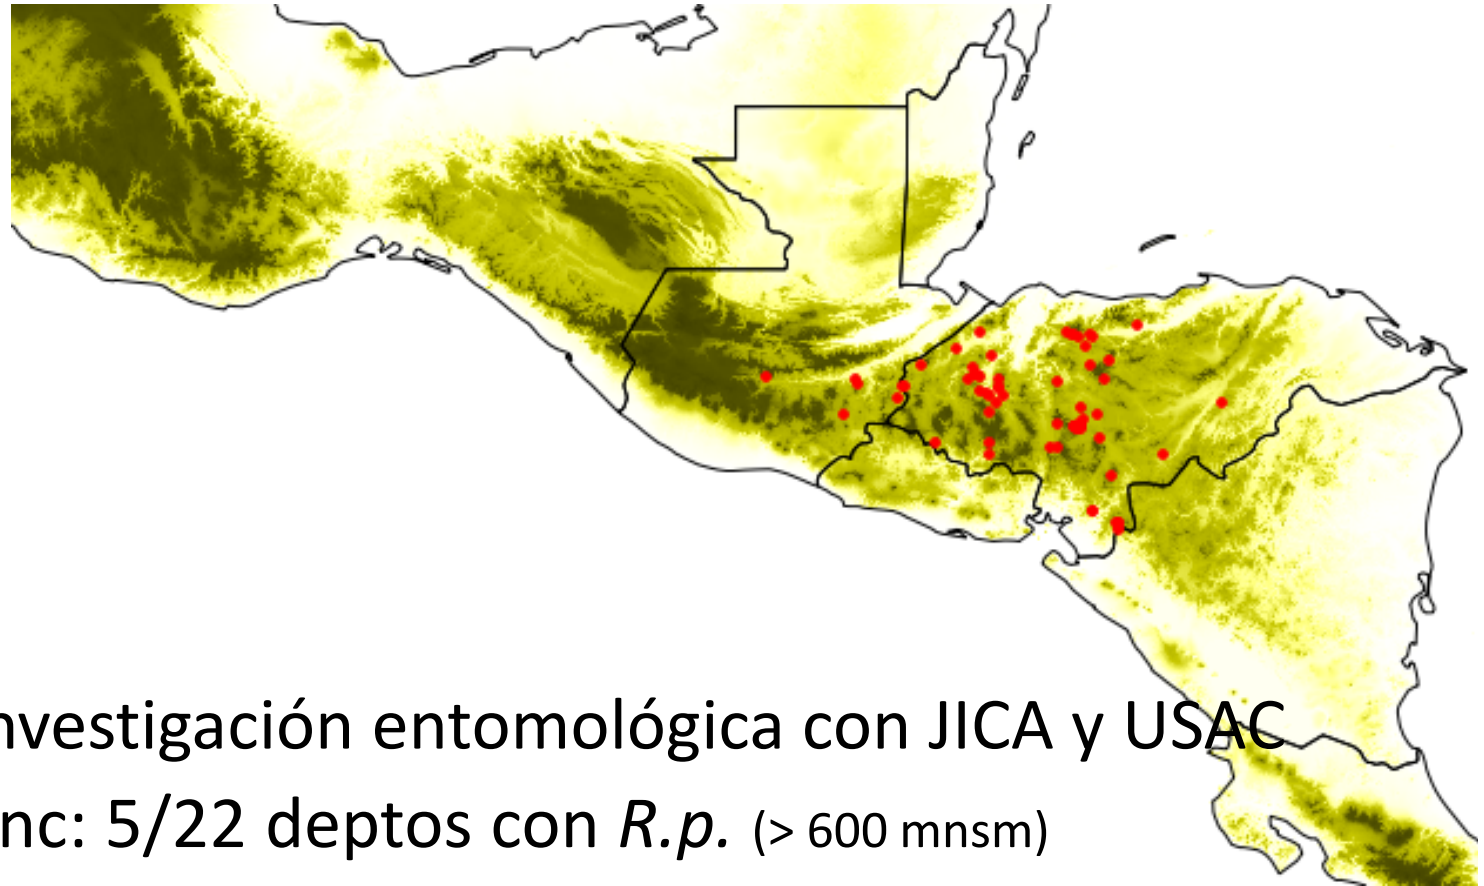 nvestigación entomológica con JICA y USAC
nc: 5/22 deptos con R.p. (> 600 mnsm)